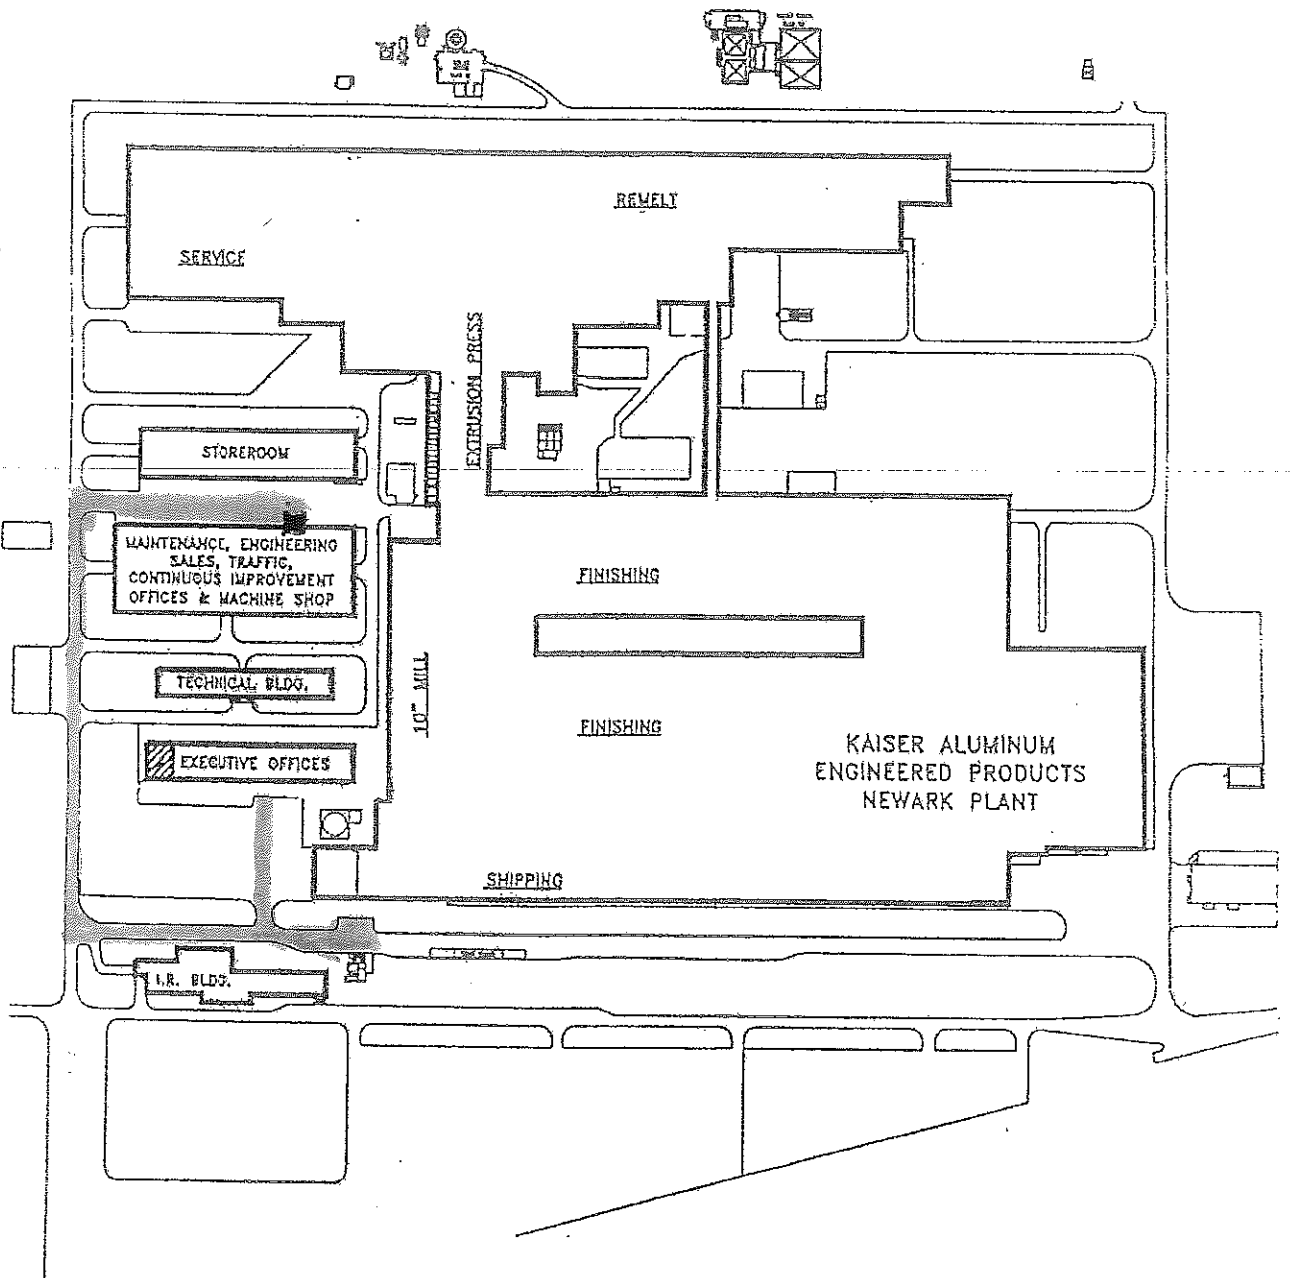 REMELT
SERVICE
EXTRUSION PRESS
STOREROOM
MAINTENANCE, ENGINEERING
SALES, TRAFFIC,
CONTINUOUS IMPROVEMENT
OFFICES & MACHINE SHOP
FINISHING
TECHNICAL BLDG.
10" MILL
FINISHING
EXECUTIVE OFFICES
KAISER ALUMINUM
ENGINEERED PRODUCTS
NEWARK PLANT
SHIPPING
I.R. BLDG.